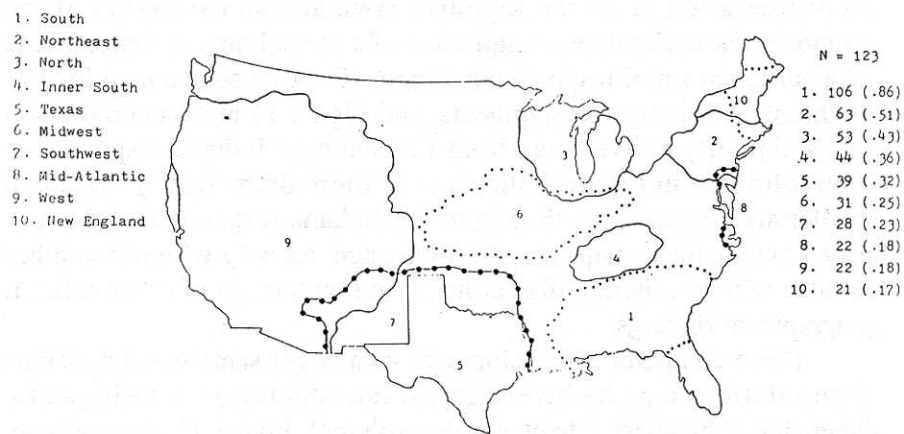 1. South
2. Northeast
3. North
4. Inner South
5. Texas
6. Midwest
7. Southwest
8. Mid-Atlantic
9. West
10. New England
N = 123
1. 106 (.86)
2. 63 (.51)
3. 53 (.43)
4. 44 (.36)
5. 39 (.32)
6. 31 (.25)
7. 28 (.23)
8. 22 (.18)
9. 22 (.18)
10. 21 (.17)
10
2
3
8
6
9
4
7
1
5